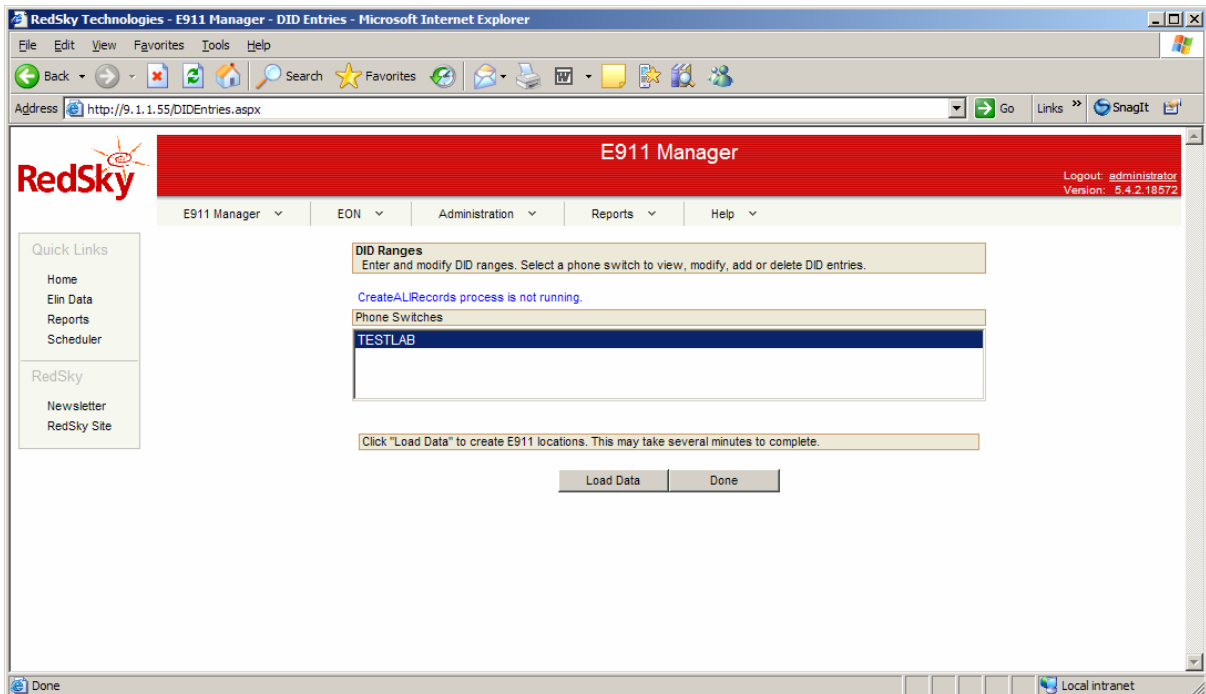 RedSky Technologies - E911 Manager - DID Entries - Microsoft Internet Explorer
File Edit View Favorites Tools Help
Back Search Favorites
Address http://9.1.1.55/DIDEntries.aspx Go Links » SnagIt
RedSky
E911 Manager
Logout: administrator
Version: 5.4.2.18572
E911 Manager EON Administration Reports Help
Quick Links
Home
Elin Data
Reports
Scheduler
RedSky
Newsletter
RedSky Site
DID Ranges
Enter and modify DID ranges. Select a phone switch to view, modify, add or delete DID entries.
CreateALIRecords process is not running.
Phone Switches
TESTLAB
Click "Load Data" to create E911 locations. This may take several minutes to complete.
Load Data Done
Done Local intranet